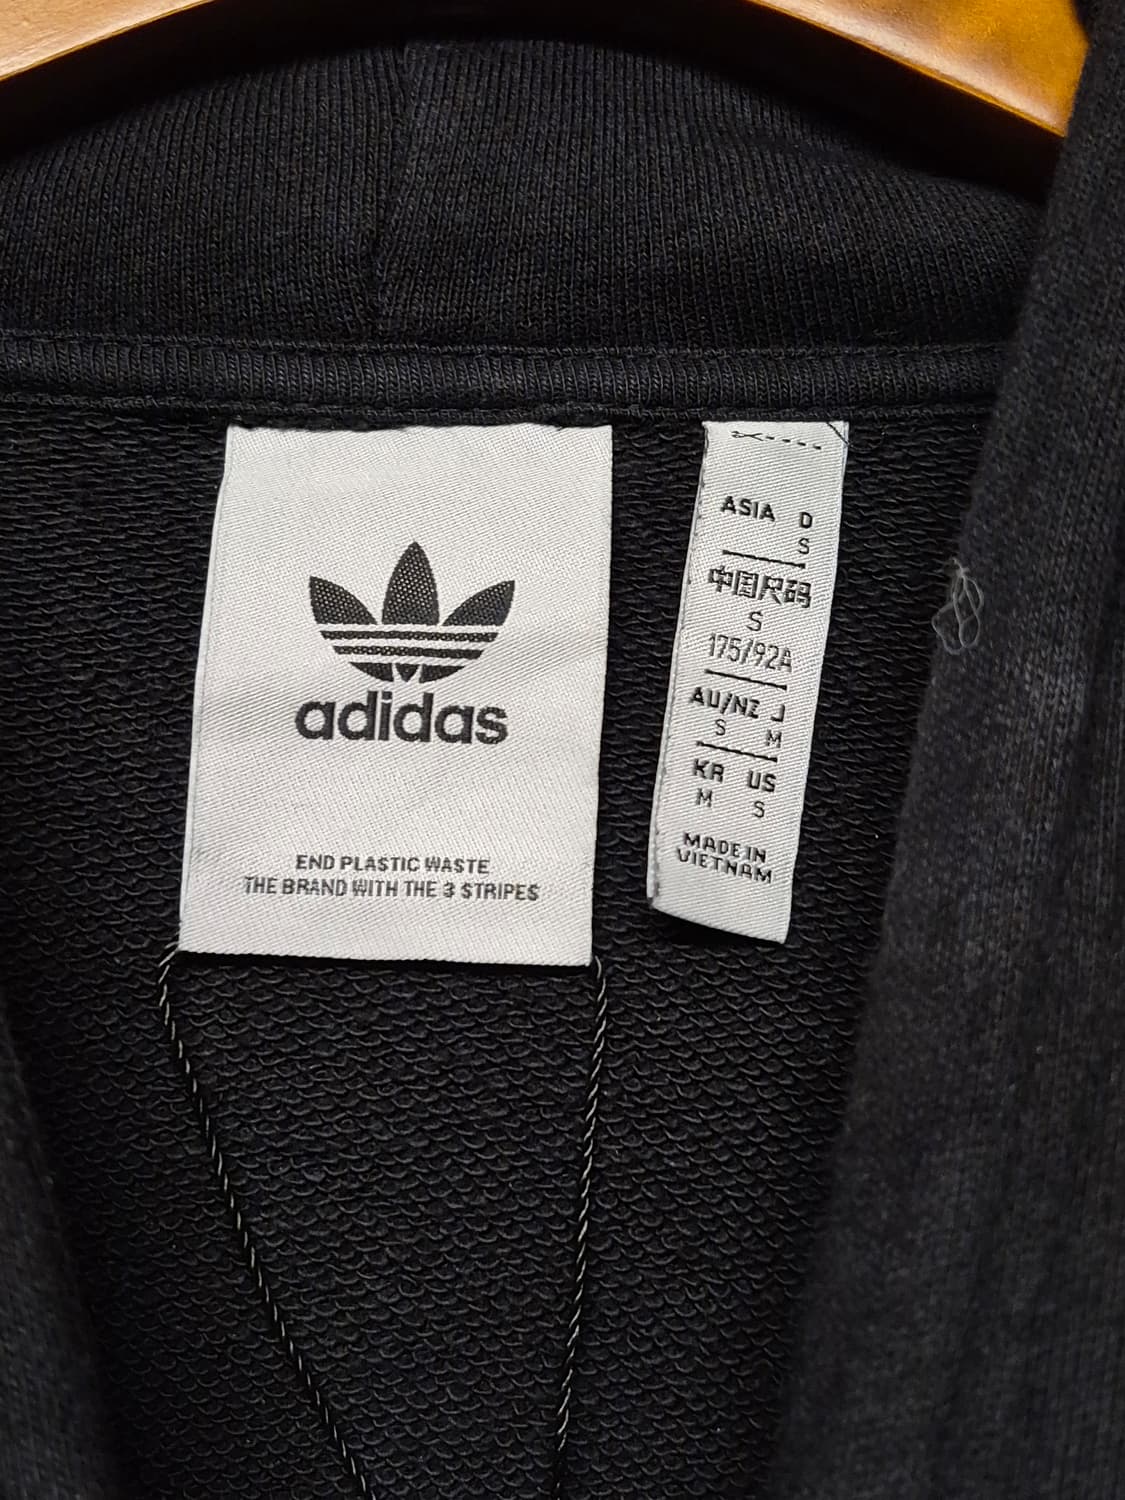 adidas
END PLASTIC WASTE
THE BRAND WITH THE 3 STRIPES
ASIA D
S
中国尺码
S
175/92A
AU/NZ J
S M
KR US
M S
MADE IN
VIETNAM